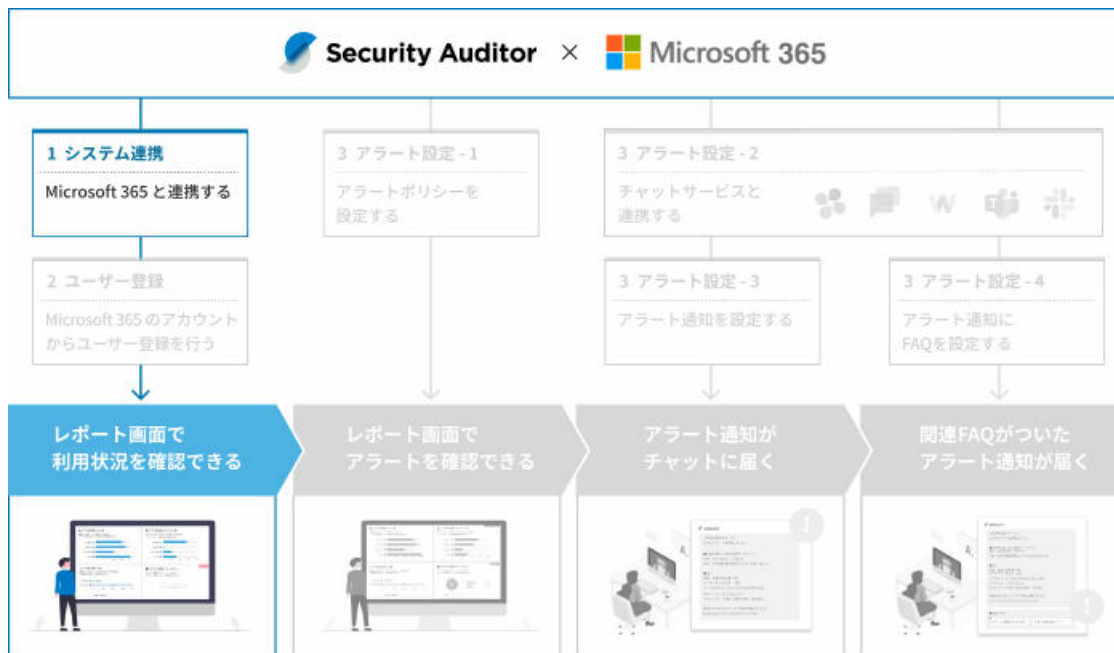 Security Auditor × Microsoft 365
1 システム連携
Microsoft 365 と連携する
2 ユーザー登録
Microsoft 365 のアカウント
からユーザー登録を行う
3 アラート設定 - 1
アラートポリシーを
設定する
3 アラート設定 - 2
チャットサービスと
連携する
3 アラート設定 - 3
アラート通知を設定する
3 アラート設定 - 4
アラート通知に
FAQを設定する
レポート画面で
利用状況を確認できる
レポート画面で
アラートを確認できる
アラート通知が
チャットに届く
関連FAQがついた
アラート通知が届く